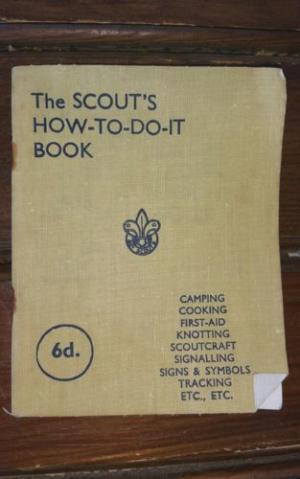 The SCOUT'S
HOW-TO-DO-IT
BOOK
CAMPING
COOKING
FIRST-AID
KNOTTING
SCOUTCRAFT
SIGNALLING
SIGNS & SYMBOLS
TRACKING
ETC., ETC.
6d.